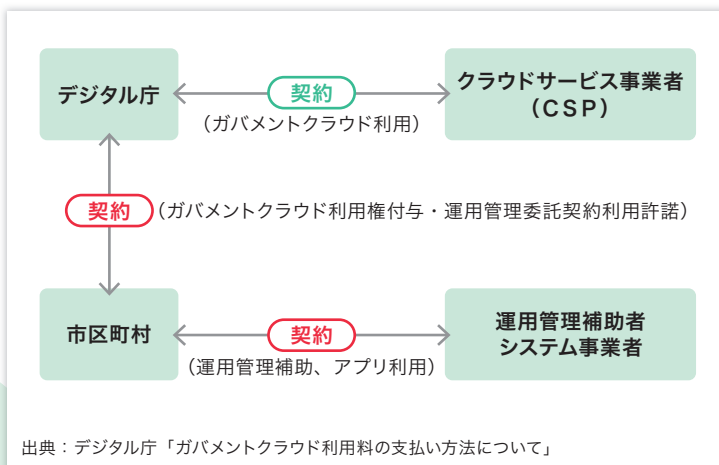 デジタル庁
契約
(ガバメントクラウド利用)
クラウドサービス事業者
(CSP)
契約
(ガバメントクラウド利用権付与・運用管理委託契約利用許諾)
市区町村
契約
(運用管理補助、アプリ利用)
運用管理補助者
システム事業者
出典:デジタル庁「ガバメントクラウド利用料の支払い方法について」